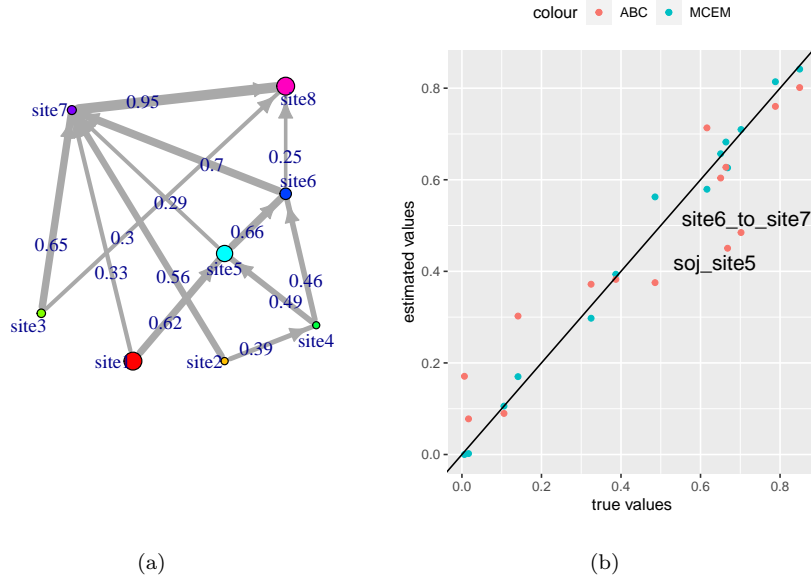 colour ABC MCEM
site7
0.95
site8
0.7
0.25
site6
0.29
0.65
0.3
0.66
0.33
0.56
site5
0.46
0.49
site3
0.62
site4
0.39
site1
site2
estimated values
0.8
0.6
0.4
0.2
0.0
site6_to_site7
soj_site5
0.0 0.2 0.4 0.6 0.8
true values
(a)
(b)